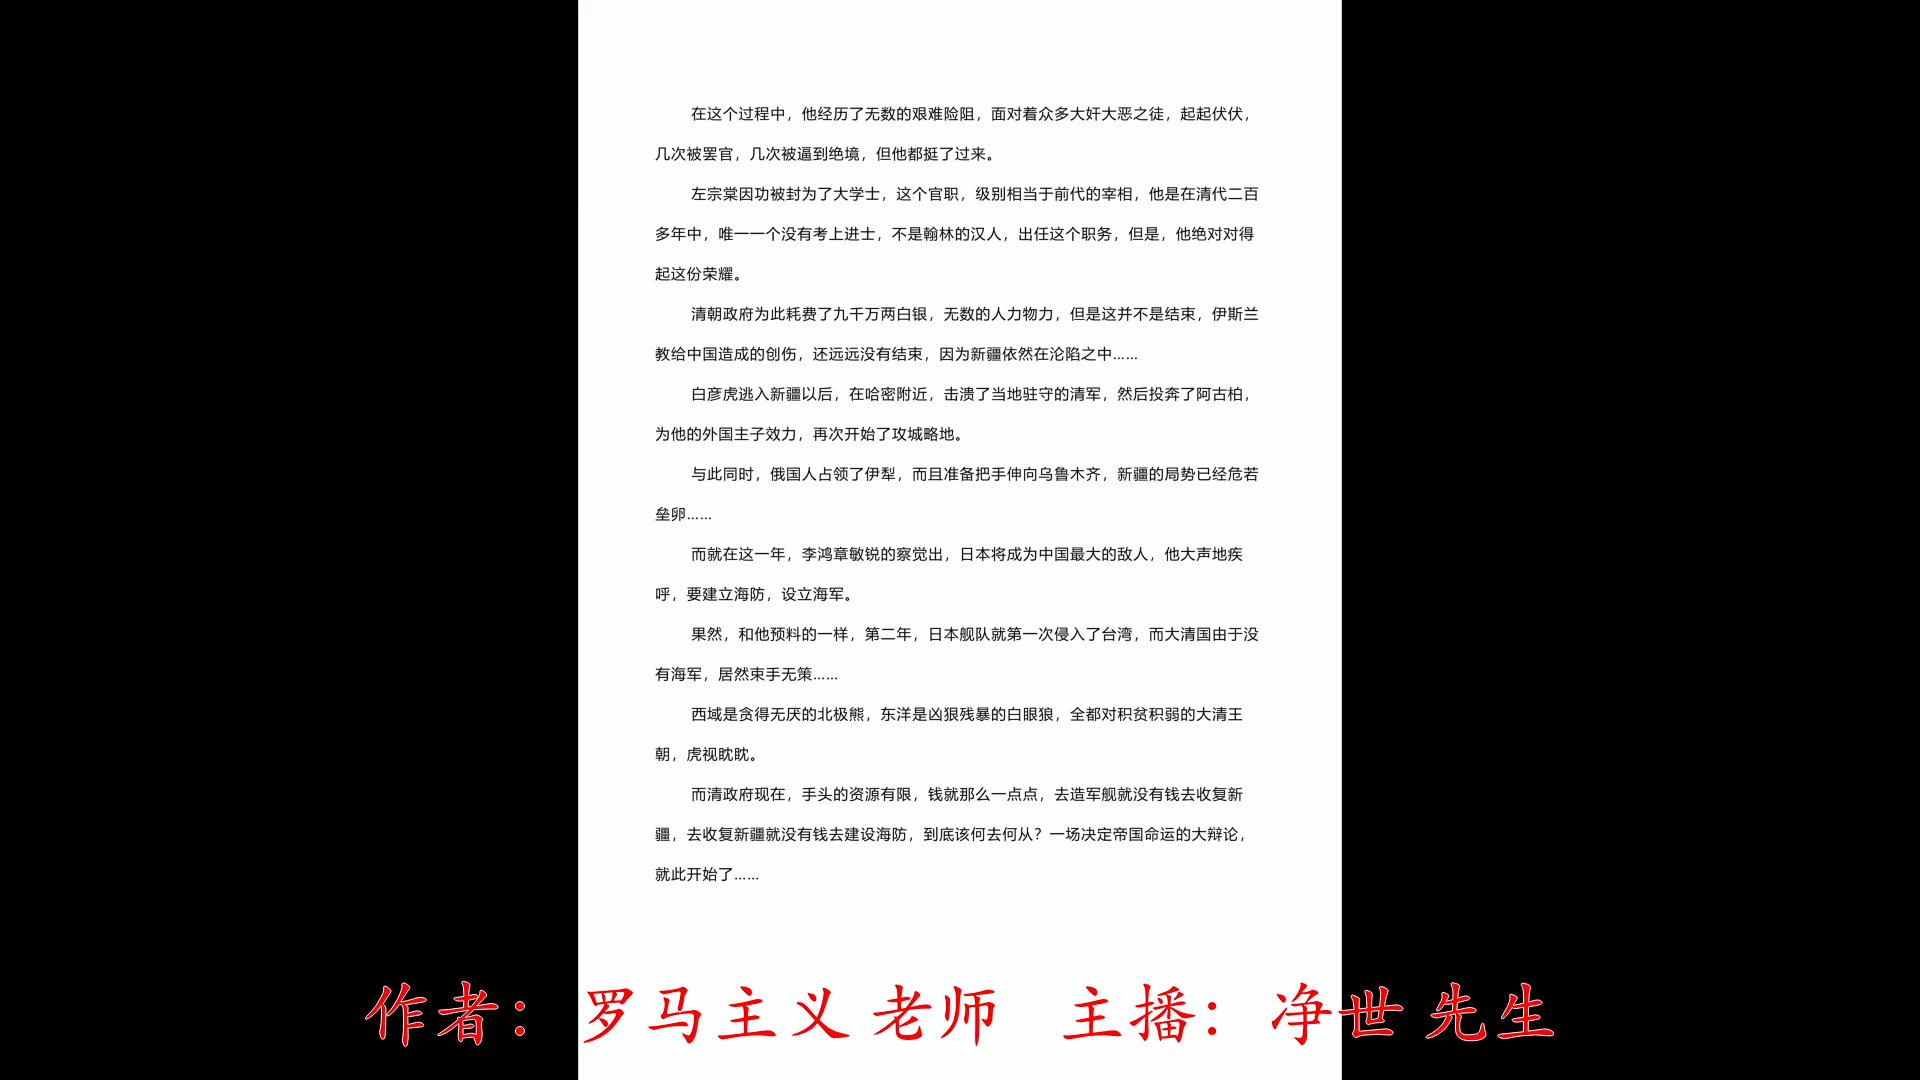 在这个过程中，他经历了无数的艰难险阻，面对着众多大奸大恶之徒，起起伏伏，
几次被罢官，几次被逼到绝境，但他都挺了过来。
左宗棠因功被封为了大学士，这个官职，级别相当于前代的宰相，他是在清代二百
多年中，唯一一个没有考上进士，不是翰林的汉人，出任这个职务，但是，他绝对对得
起这份荣耀。
清朝政府为此耗费了九千万两白银，无数的人力物力，但是这并不是结束，伊斯兰
教给中国造成的创伤，还远远没有结束，因为新疆依然在沦陷之中……
白彦虎逃入新疆以后，在哈密附近，击溃了当地驻守的清军，然后投奔了阿古柏，
为他的外国主子效力，再次开始了攻城略地。
与此同时，俄国人占领了伊犁，而且准备把手伸向乌鲁木齐，新疆的局势已经危若
垒卵……
而就在这一年，李鸿章敏锐的察觉出，日本将成为中国最大的敌人，他大声地疾
呼，要建立海防，设立海军。
果然，和他预料的一样，第二年，日本舰队就第一次侵入了台湾，而大清国由于没
有海军，居然束手无策……
西域是贪得无厌的北极熊，东洋是凶狠残暴的白眼狼，全都对积贫积弱的大清王
朝，虎视眈眈。
而清政府现在，手头的资源有限，钱就那么一点点，去造军舰就没有钱去收复新
疆，去收复新疆就没有钱去建设海防，到底该何去何从？一场决定帝国命运的大辩论，
就此开始了……
作者：罗马主义 老师 主播：净世 先生